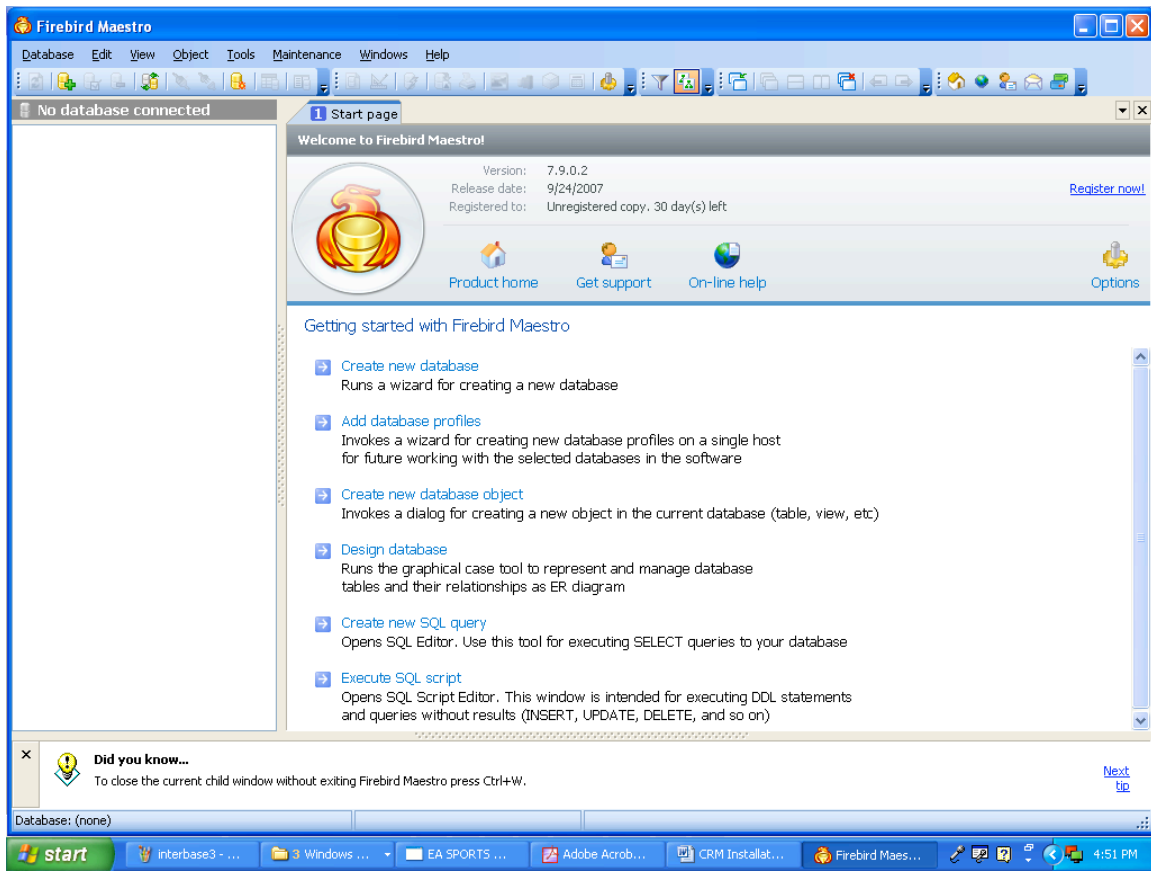 Firebird Maestro
Database Edit View Object Tools Maintenance Windows Help
No database connected
1 Start page
Welcome to Firebird Maestro!
Version: 7.9.0.2
Release date: 9/24/2007
Register now!
Registered to: Unregistered copy. 30 day(s) left
Product home Get support On-line help Options
Getting started with Firebird Maestro
Create new database
Runs a wizard for creating a new database
Add database profiles
Invokes a wizard for creating new database profiles on a single host
for future working with the selected databases in the software
Create new database object
Invokes a dialog for creating a new object in the current database (table, view, etc)
Design database
Runs the graphical case tool to represent and manage database
tables and their relationships as ER diagram
Create new SQL query
Opens SQL Editor. Use this tool for executing SELECT queries to your database
Execute SQL script
Opens SQL Script Editor. This window is intended for executing DDL statements
and queries without results (INSERT, UPDATE, DELETE, and so on)
Did you know...
To close the current child window without exiting Firebird Maestro press Ctrl+W.
Next
tip
Database: (none)
start interbase3 - ... 3 Windows ... EA SPORTS ... Adobe Acrob... CRM Installat... Firebird Maes... 4:51 PM